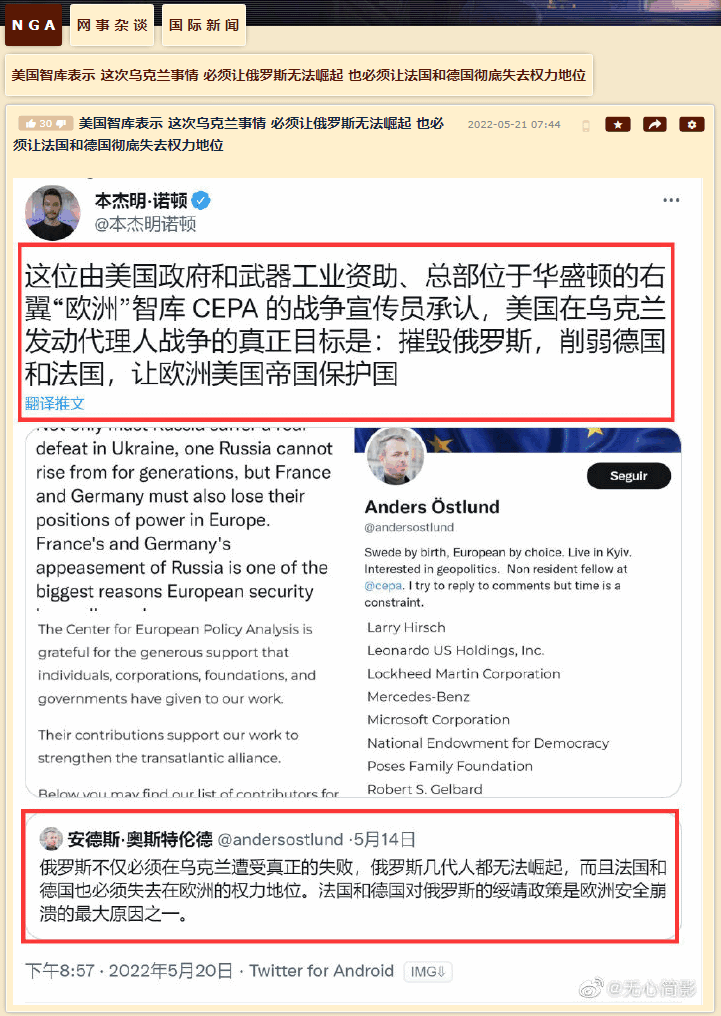 NGA 网事杂谈 国际新闻
美国智库表示 这次乌克兰事情 必须让俄罗斯无法崛起 也必须让法国和德国彻底失去权力地位
30 美国智库表示 这次乌克兰事情 必须让俄罗斯无法崛起 也必 2022-05-21 07:44
须让法国和德国彻底失去权力地位
本杰明·诺顿
@本杰明诺顿
这位由美国政府和武器工业资助、总部位于华盛顿的右
翼“欧洲”智库 CEPA 的战争宣传员承认，美国在乌克兰
发动代理人战争的真正目标是：摧毁俄罗斯，削弱德国
和法国，让欧洲美国帝国保护国
翻译推文
Not only must Russia suffer a real
defeat in Ukraine, one Russia cannot
rise from for generations, but France
and Germany must also lose their
positions of power in Europe.
France's and Germany's
appeasement of Russia is one of the
biggest reasons European security
The Center for European Policy Analysis is
grateful for the generous support that
individuals, corporations, foundations, and
governments have given to our work.
Their contributions support our work to
strengthen the transatlantic alliance.
Below you may find our list of contributors for
Seguir
Anders Östlund
@andersostlund
Swede by birth, European by choice. Live in Kyiv.
Interested in geopolitics. Non resident fellow at
@cepa. I try to reply to comments but time is a
constraint.
Larry Hirsch
Leonardo US Holdings, Inc.
Lockheed Martin Corporation
Mercedes-Benz
Microsoft Corporation
National Endowment for Democracy
Poses Family Foundation
Robert S. Gelbard
安德斯·奥斯特伦德 @andersostlund ·5月14日
俄罗斯不仅必须在乌克兰遭受真正的失败，俄罗斯几代人都无法崛起，而且法国和
德国也必须失去在欧洲的权力地位。法国和德国对俄罗斯的绥靖政策是欧洲安全崩
溃的最大原因之一。
下午8:57 · 2022年5月20日 · Twitter for Android IMG⇩
@无心简影